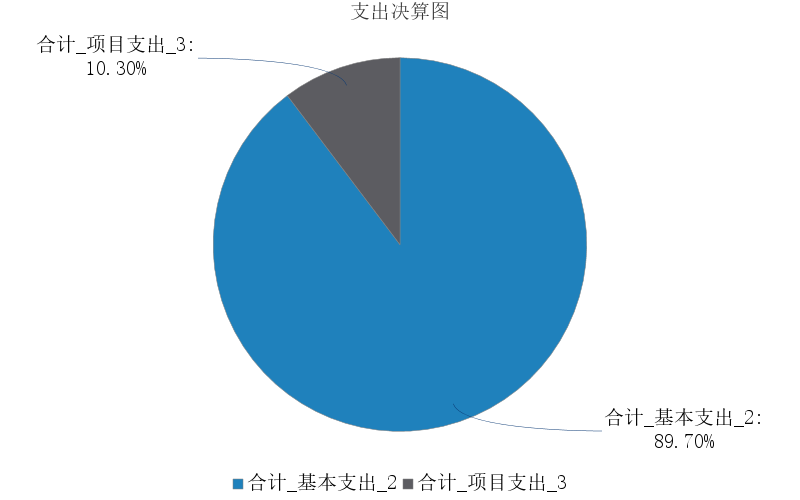 支出决算图
合计_项目支出_3:
10.30%
合计_基本支出_2:
89.70%
合计_基本支出_2 合计_项目支出_3